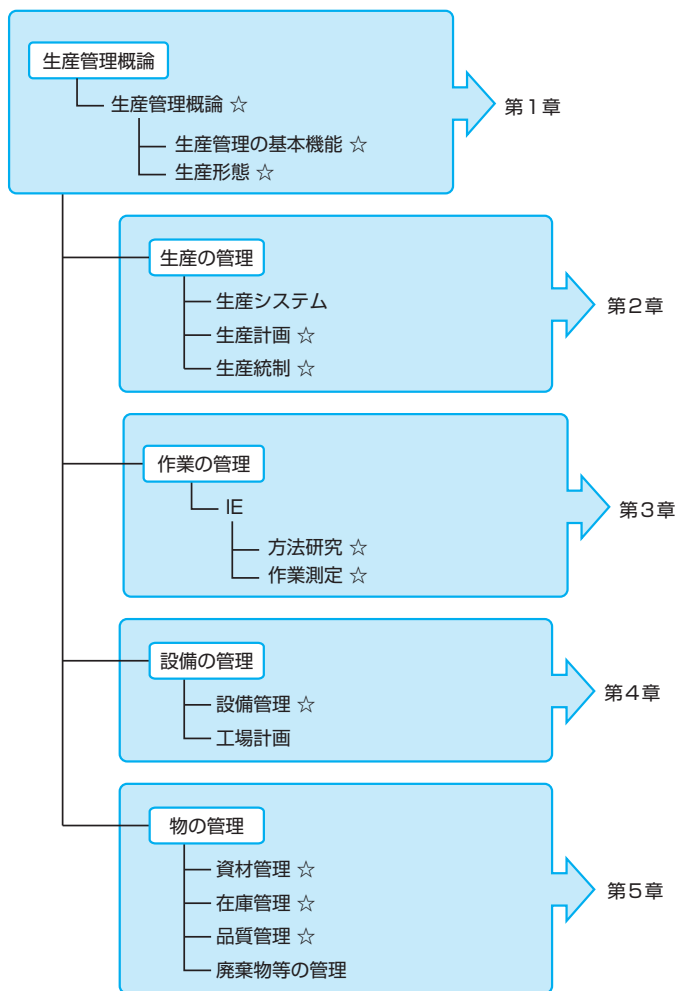 生産管理概論
生産管理概論 ☆
第1章
生産管理の基本機能 ☆
生産形態 ☆
生産の管理
生産システム
第2章
生産計画 ☆
生産統制 ☆
作業の管理
IE
第3章
方法研究 ☆
作業測定 ☆
設備の管理
設備管理 ☆
第4章
工場計画
物の管理
資材管理 ☆
在庫管理 ☆
第5章
品質管理 ☆
廃棄物等の管理